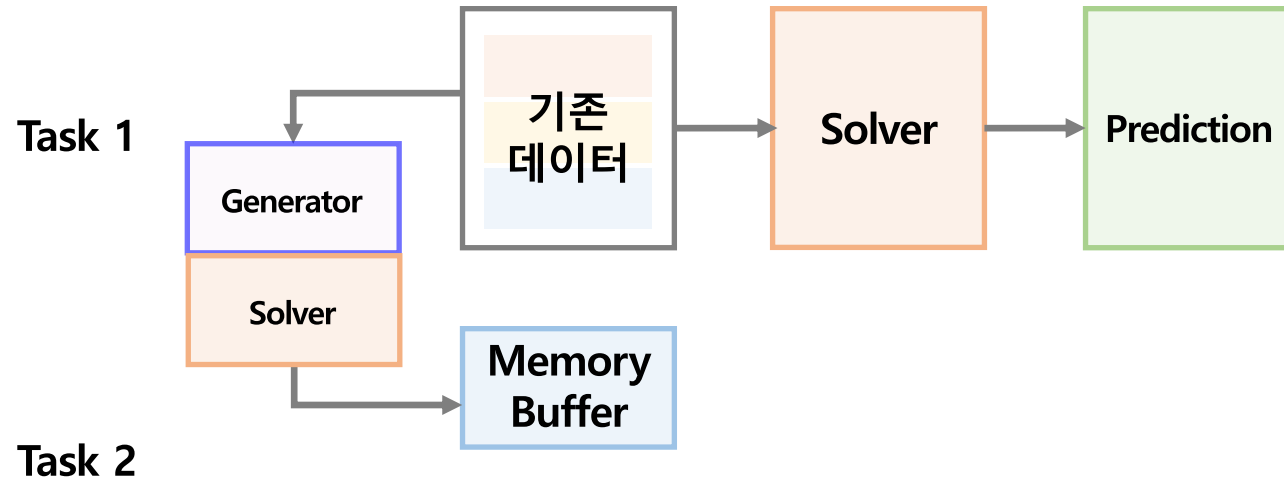 Task 1
Generator
Solver
기존
데이터
Solver
Prediction
Memory
Buffer
Task 2